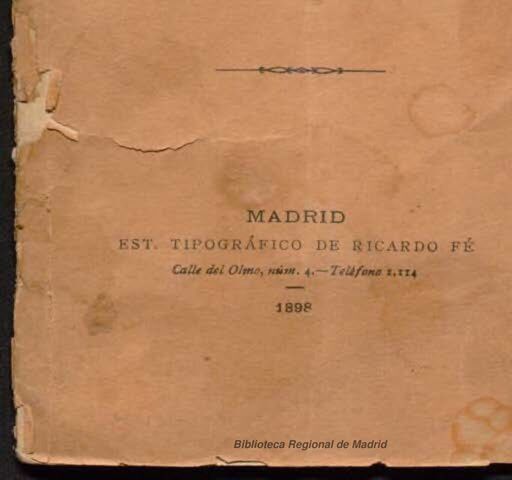 MADRID
EST. TIPOGRÁFICO DE RICARDO FÉ
Calle del Olmo, núm. 4.—Teléfono 1.114
1898
Biblioteca Regional de Madrid